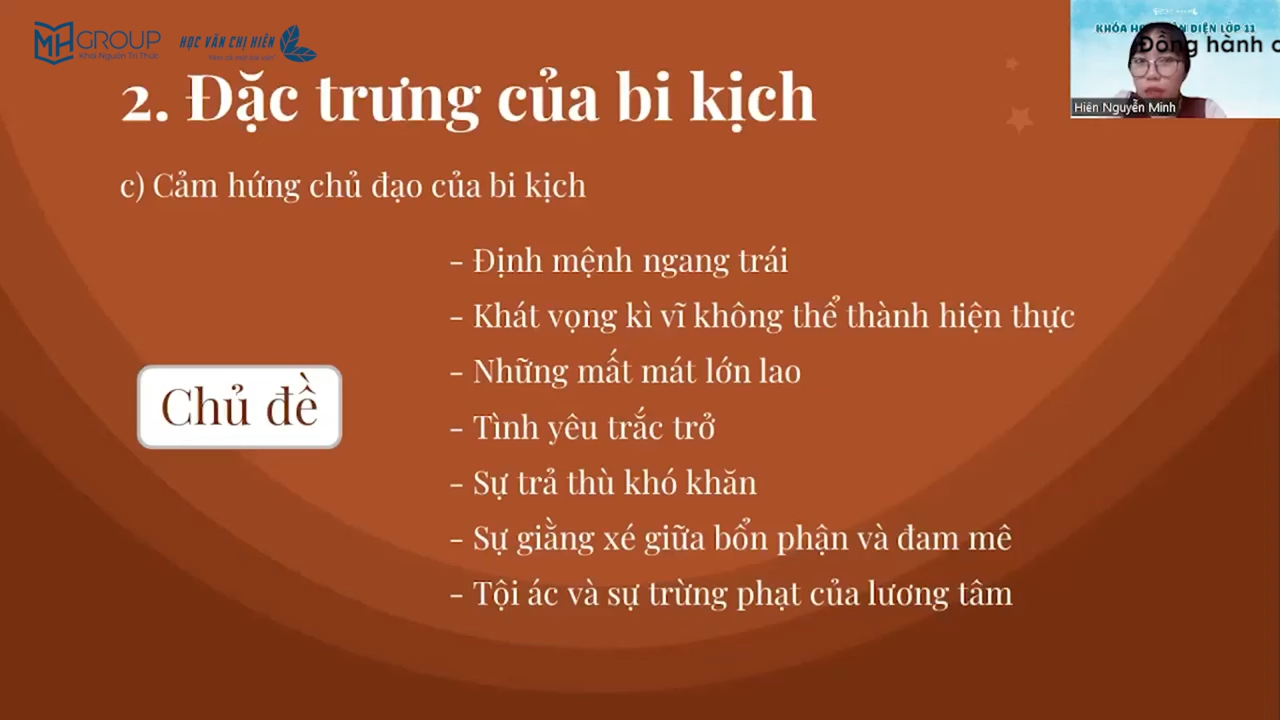 MH GROUP
Khơi Nguồn Tri Thức
HỌC VĂN CHỊ HIÊN
KHÓA HỌC DIỆN LỚP 11
Đồng hành c
Hiên Nguyễn Minh
2. Đặc trưng của bi kịch
c) Cảm hứng chủ đạo của bi kịch
- Định mệnh ngang trái
- Khát vọng kì vĩ không thể thành hiện thực
- Những mất mát lớn lao
Chủ đề
- Tình yêu trắc trở
- Sự trả thù khó khăn
- Sự giằng xé giữa bổn phận và đam mê
- Tội ác và sự trừng phạt của lương tâm